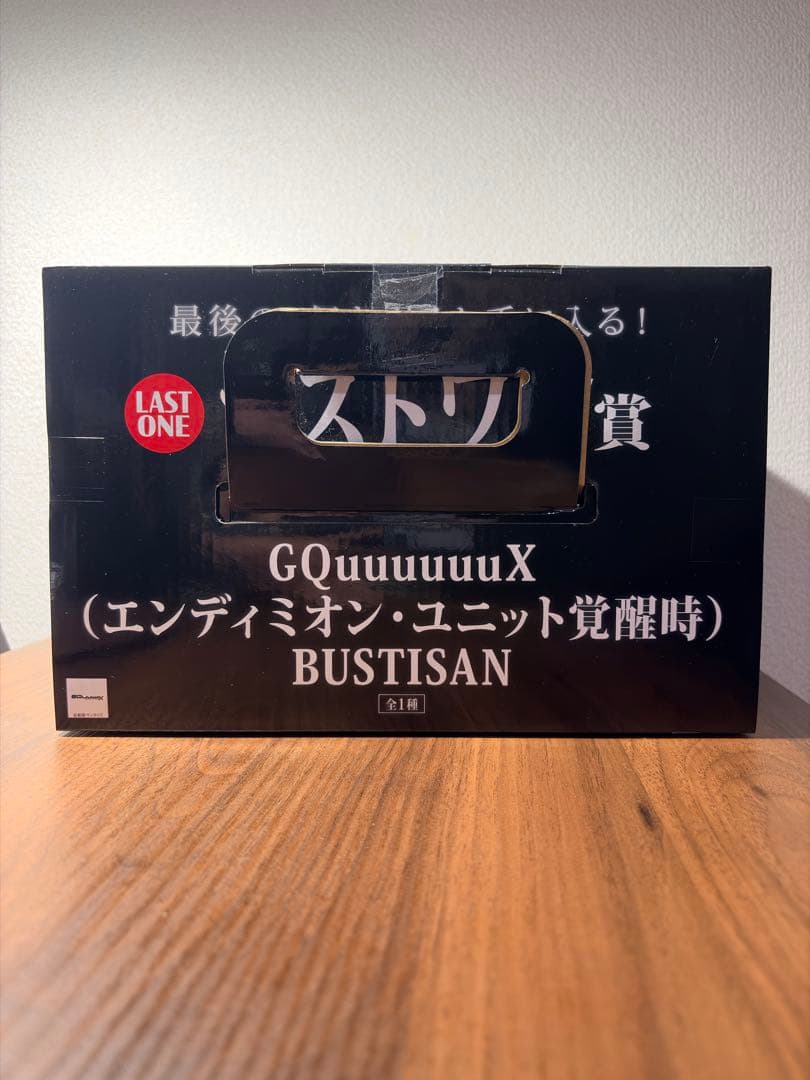 最後 入る！
LAST
ONE
ストワ 賞
GQuuuuuuX
（エンディミオン・ユニット覚醒時）
BUSTISAN
全1種